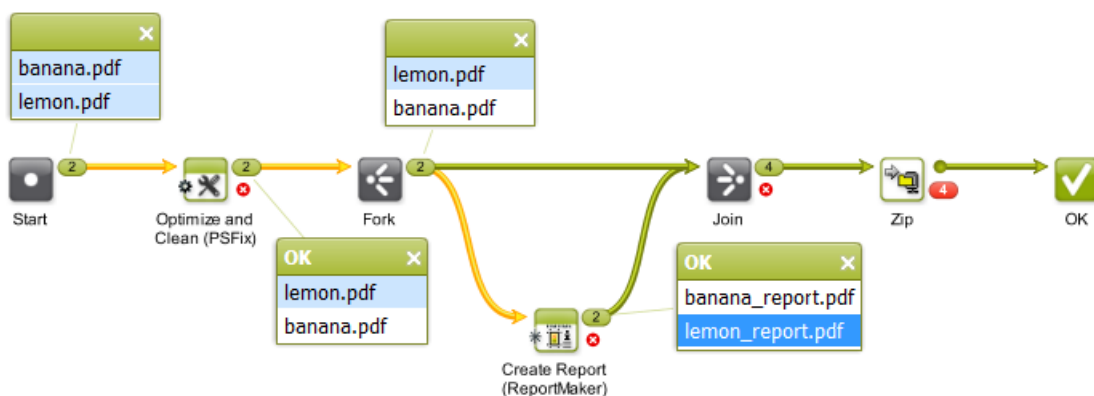 banana.pdf
lemon.pdf
lemon.pdf
banana.pdf
2
2
2
4
4
Start
Optimize and
Clean (PSFix)
Fork
Join
Zip
OK
OK
lemon.pdf
banana.pdf
OK
banana_report.pdf
lemon_report.pdf
2
Create Report
(ReportMaker)